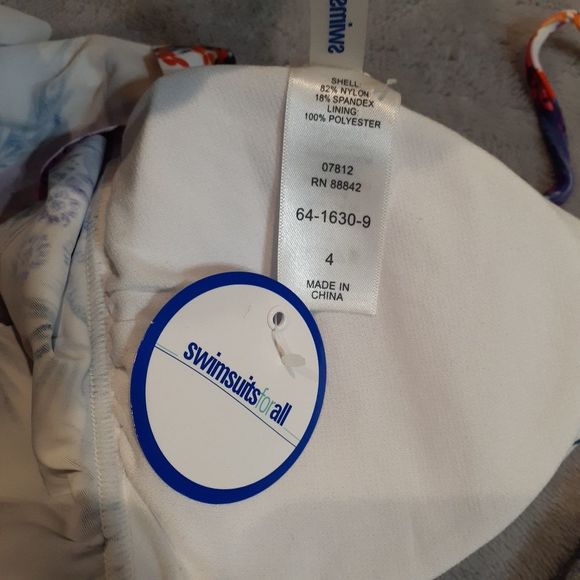 swimsu
SHELL:
82% NYLON
18% SPANDEX
LINING:
100% POLYESTER
07812
RN 88842
64-1630-9
4
MADE IN
CHINA
swimsuitsforall